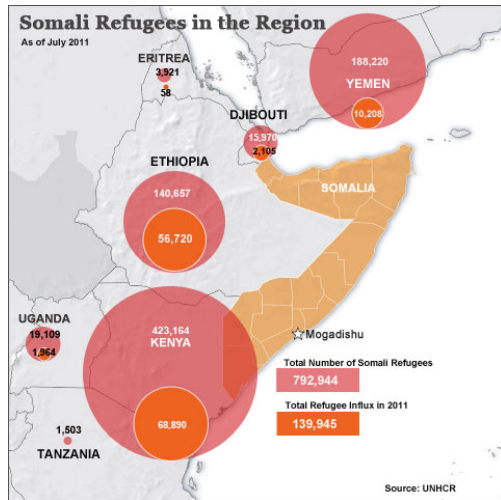 Somali Refugees in the Region
As of July 2011
ERITREA
3,921
58
188,220
YEMEN
10,208
DJIBOUTI
15,970
2,105
ETHIOPIA
140,657
56,720
SOMALIA
UGANDA
19,109
1,964
423,164
KENYA
68,890
Mogadishu
Total Number of Somali Refugees
792,944
Total Refugee Influx in 2011
139,945
1,503
TANZANIA
Source: UNHCR